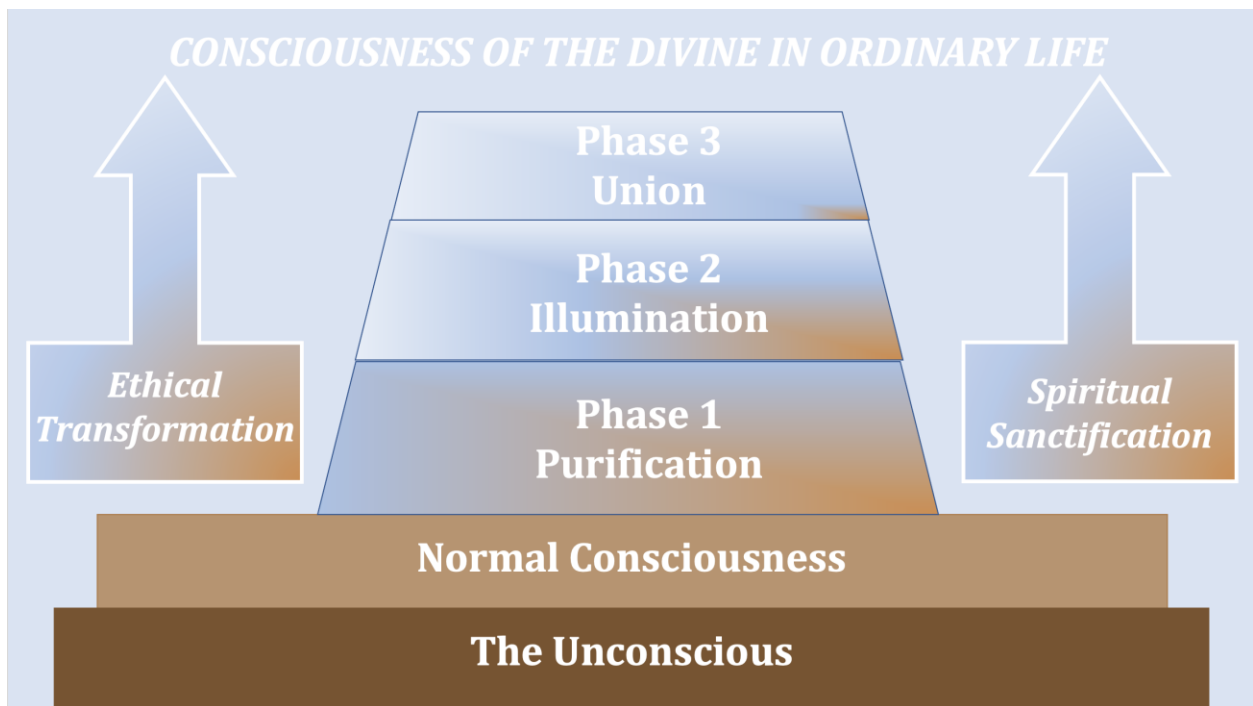 CONSCIOUSNESS OF THE DIVINE IN ORDINARY LIFE
Phase 3
Union
Phase 2
Illumination
Ethical
Transformation
Phase 1
Purification
Spiritual
Sanctification
Normal Consciousness
The Unconscious